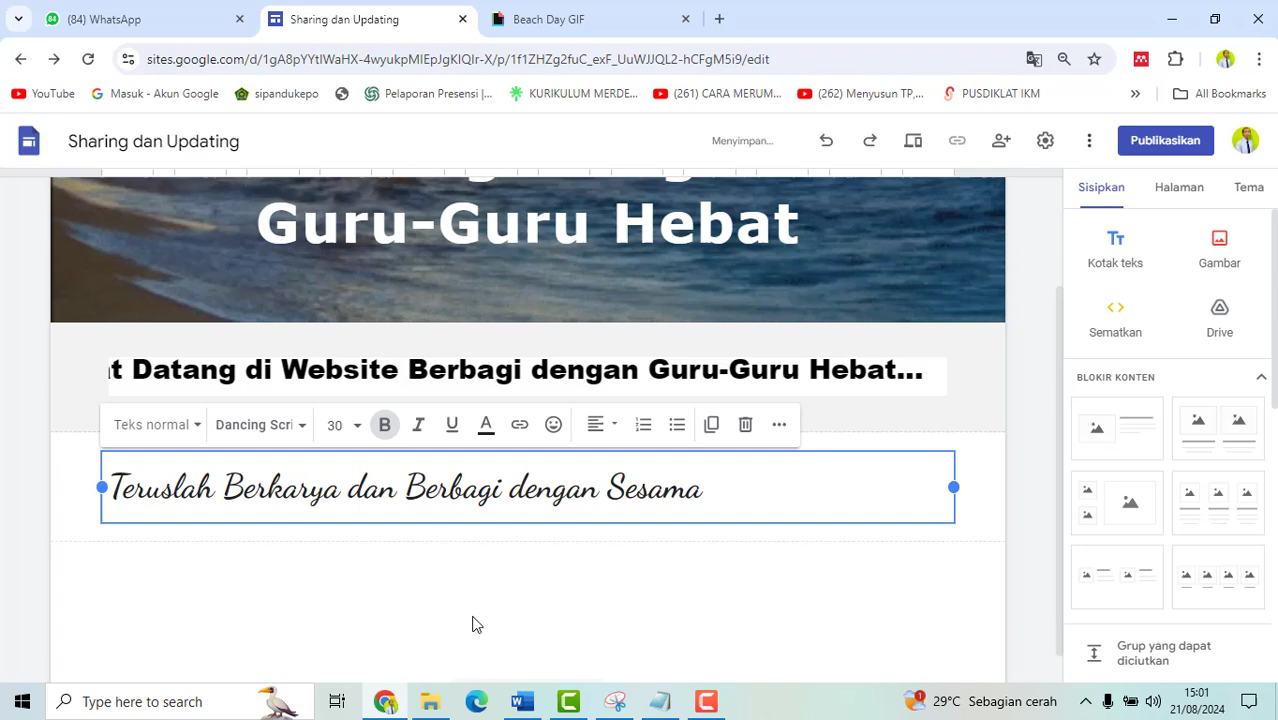 (84) WhatsApp
Sharing dan Updating
Beach Day GIF
sites.google.com/d/1gA8pYYtlWaHX-4wyukpMIEp9gKIQIr-X/p/1f1ZHZg2fuC_exF_UuWJJQL2-hCFgM5i9/edit
YouTube
Masuk - Akun Google
sipandukepo
Pelaporan Presensi |...
KURIKULUM MERDE...
(261) CARA MERUM...
(262) Menyusun TP,...
PUSDIKLAT IKM
All Bookmarks
Sharing dan Updating
Menyimpan...
Publikasikan
Guru-Guru Hebat
t Datang di Website Berbagi dengan Guru-Guru Hebat...
Teks normal
Dancing Scri
30
B
Teruslah Berkarya dan Berbagi dengan Sesama
Sisipkan
Halaman
Tema
Kotak teks
Gambar
Sematkan
Drive
BLOKIR KONTEN
Grup yang dapat
diciutkan
Type here to search
29°C Sebagian cerah
15:01
21/08/2024